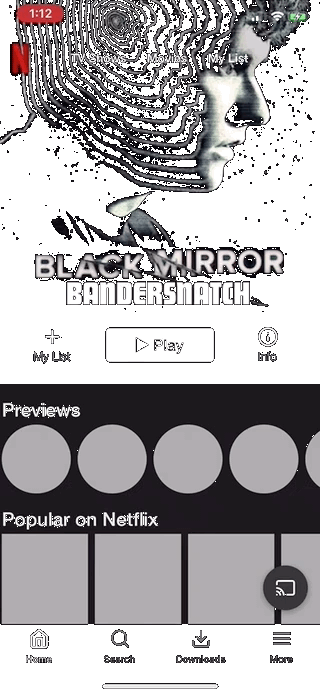 1:12
N
TV Shows Movies My List
BLACK MIRROR
BANDERSNATCH
My List
Play
Info
Previews
Popular on Netflix
Home
Search
Downloads
More